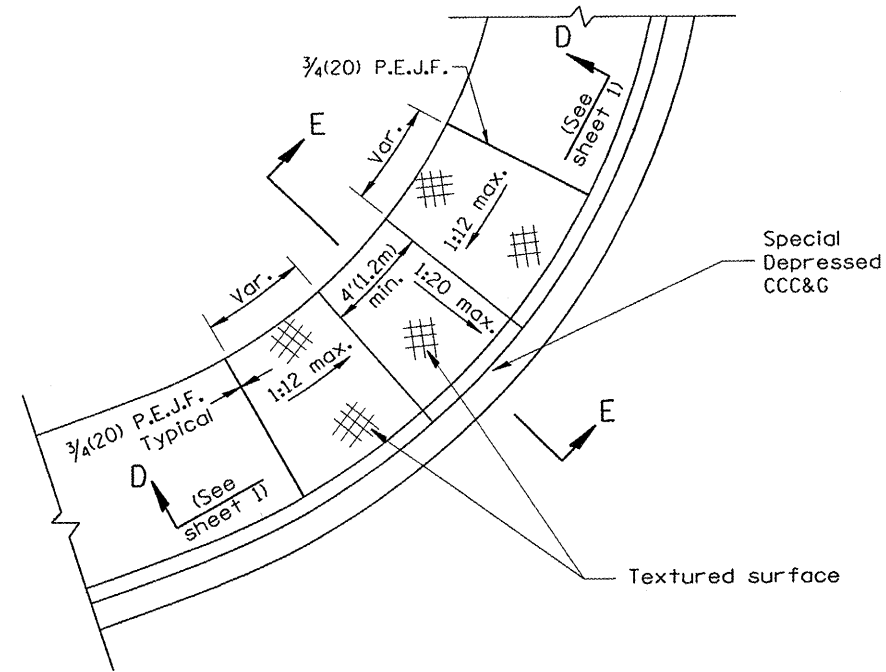 D
¾(20) P.E.J.F.
(See
sheet 1)
E
Var.
1:12 max.
Special
Depressed
CCC&G
4'(1.2m)
min.
1:20 max.
Var.
1:12 max.
¾(20) P.E.J.F.
Typical
E
D
(See
sheet 1)
Textured surface